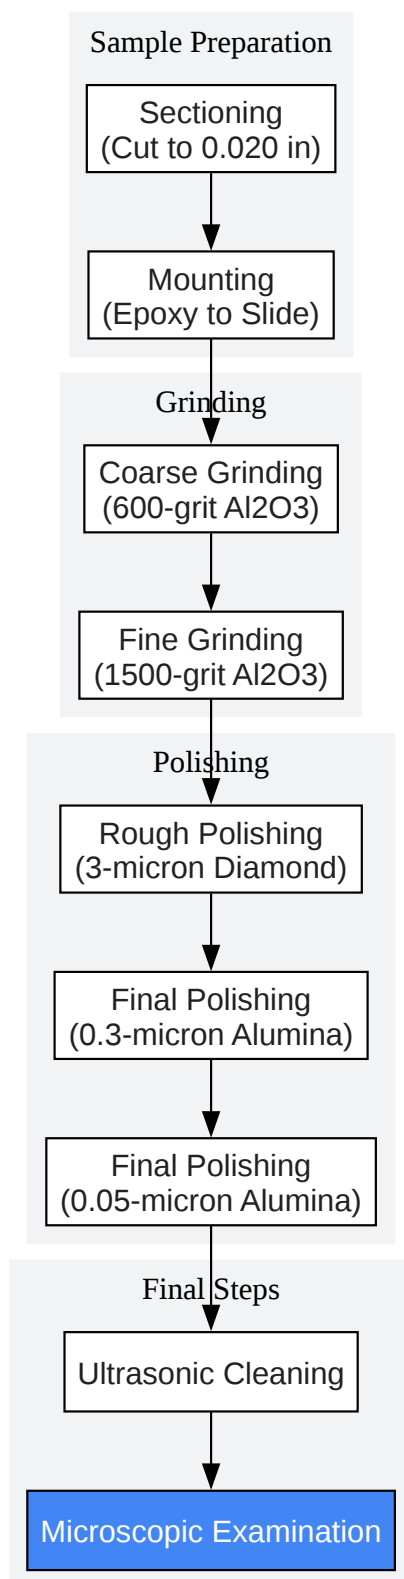 Sample Preparation
Sectioning
(Cut to 0.020 in)
Mounting
(Epoxy to Slide)
Grinding
Coarse Grinding
(600-grit Al2O3)
Fine Grinding
(1500-grit Al2O3)
Polishing
Rough Polishing
(3-micron Diamond)
Final Polishing
(0.3-micron Alumina)
Final Polishing
(0.05-micron Alumina)
Final Steps
Ultrasonic Cleaning
Microscopic Examination